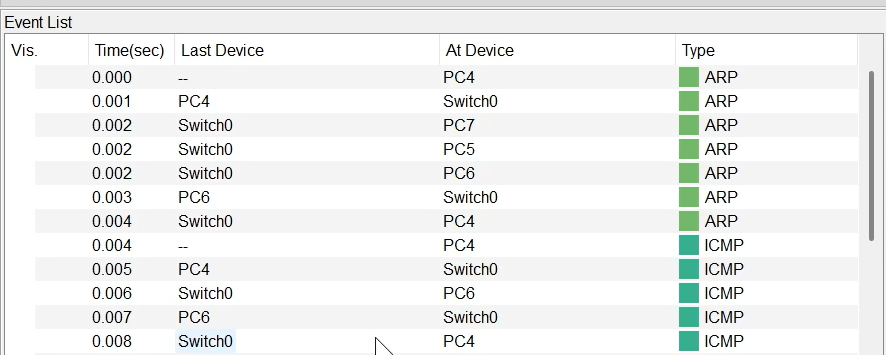 Event List
Vis. Time(sec) Last Device At Device Type
0.000 -- PC4 ARP
0.001 PC4 Switch0 ARP
0.002 Switch0 PC7 ARP
0.002 Switch0 PC5 ARP
0.002 Switch0 PC6 ARP
0.003 PC6 Switch0 ARP
0.004 Switch0 PC4 ARP
0.004 -- PC4 ICMP
0.005 PC4 Switch0 ICMP
0.006 Switch0 PC6 ICMP
0.007 PC6 Switch0 ICMP
0.008 Switch0 PC4 ICMP